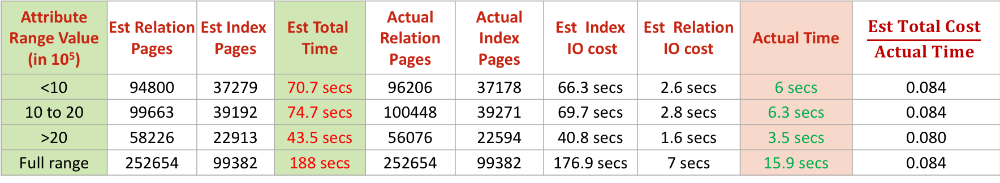 Attribute Range Value (in 10⁵) Est Relation Pages Est Index Pages Est Total Time Actual Relation Pages Actual Index Pages Est Index IO cost Est Relation IO cost Actual Time Est Total Cost / Actual Time
<10 94800 37279 70.7 secs 96206 37178 66.3 secs 2.6 secs 6 secs 0.084
10 to 20 99663 39192 74.7 secs 100448 39271 69.7 secs 2.8 secs 6.3 secs 0.084
>20 58226 22913 43.5 secs 56076 22594 40.8 secs 1.6 secs 3.5 secs 0.080
Full range 252654 99382 188 secs 252654 99382 176.9 secs 7 secs 15.9 secs 0.084